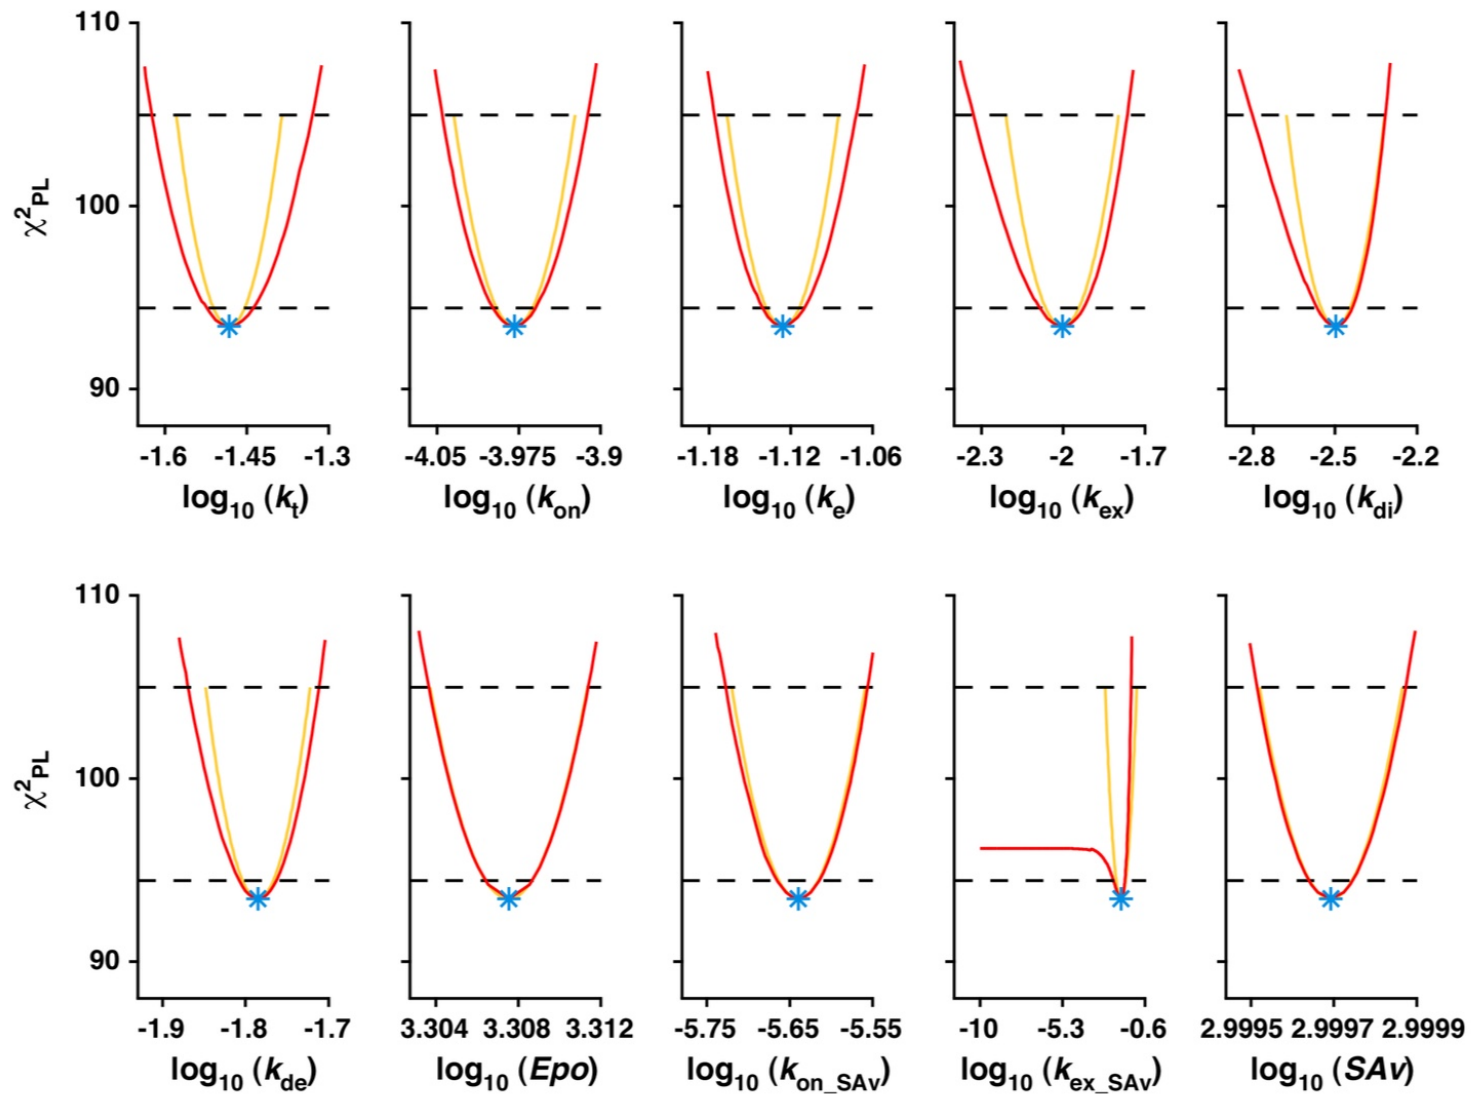 110
100
90
χ²PL
-1.6 -1.45 -1.3
log10 (kt)
-4.05 -3.975 -3.9
log10 (kon)
-1.18 -1.12 -1.06
log10 (ke)
-2.3 -2 -1.7
log10 (kex)
-2.8 -2.5 -2.2
log10 (kdi)
110
100
90
χ²PL
-1.9 -1.8 -1.7
log10 (kde)
3.304 3.308 3.312
log10 (Epo)
-5.75 -5.65 -5.55
log10 (kon_SAv)
-10 -5.3 -0.6
log10 (kex_SAv)
2.9995 2.9997 2.9999
log10 (SAv)